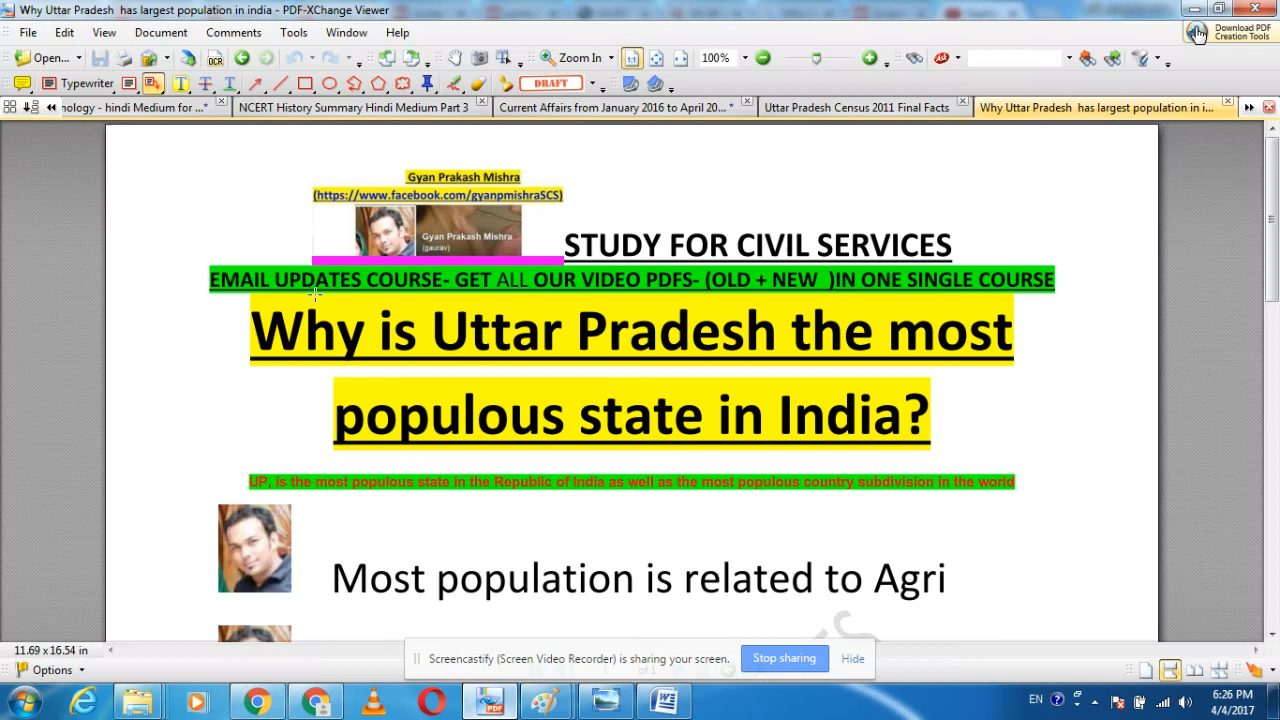 Why Uttar Pradesh has largest population in india - PDF-XChange Viewer
File Edit View Document Comments Tools Window Help
Download PDF
Creation Tools
Open... OCR Zoom In 1:1 100% Ask
Typewriter T T T DRAFT
nology - hindi Medium for ... * NCERT History Summary Hindi Medium Part 3 Current Affairs from January 2016 to April 20... * Uttar Pradesh Census 2011 Final Facts Why Uttar Pradesh has largest population in i...
Gyan Prakash Mishra
(https://www.facebook.com/gyanpmishraSCS)
Gyan Prakash Mishra
(gaurav)
STUDY FOR CIVIL SERVICES
EMAIL UPDATES COURSE- GET ALL OUR VIDEO PDFS- (OLD + NEW )IN ONE SINGLE COURSE
Why is Uttar Pradesh the most
populous state in India?
UP, is the most populous state in the Republic of India as well as the most populous country subdivision in the world
Most population is related to Agri
11.69 x 16.54 in
Screencastify (Screen Video Recorder) is sharing your screen. Stop sharing Hide
Options
PDF
EN
6:26 PM
4/4/2017